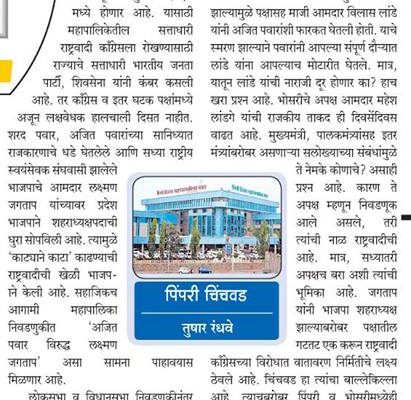 मध्ये होणार आहे. यासाठी
महापालिकेतील सत्ताधारी
राष्ट्रवादी काँग्रेसला रोखण्यासाठी
राज्याचे सत्ताधारी भारतीय जनता
पार्टी, शिवसेना यांनी कंबर कसली
आहे. तर काँग्रेस व इतर घटक पक्षांमध्ये
अजून लक्षवेधक हालचाली दिसत नाहीत.
शरद पवार, अजित पवारांच्या सानिध्यात
राजकारणाचे धडे घेतलेले आणि सध्या राष्ट्रीय
स्वयंसेवक संघवासी झालेले
भाजपाचे आमदार लक्ष्मण
जगताप यांच्यावर प्रदेश
भाजपाने शहराध्यक्षपदाची
धुरा सोपविली आहे. त्यामुळे
'काट्याने काटा' काढण्याची
राष्ट्रवादीची खेळी भाजप-
ने केली आहे. सहाजिकच
आगामी महापालिका
निवडणुकीत 'अजित
पवार विरुद्ध लक्ष्मण
जगताप' असा सामना पाहावयास
मिळणार आहे.
लोकसभा व विधानसभा निवडणुकीनंतर
पिंपरी चिंचवड
तुषार रंधवे
झाल्यामुळे पक्षासह माजी आमदार विलास लांडे
यांनी अजित पवारांशी फारकत घेतली होती. याचे
स्मरण झाल्याने पवारांनी आपल्या संपूर्ण दौऱ्यात
लांडे यांना आपल्याच मोटारीत घेतले. मात्र,
यातून लांडे यांची नाराजी दूर होणार का? हाच
खरा प्रश्न आहे. भोसरीचे अपक्ष आमदार महेश
लांडगे यांची राजकीय ताकद ही दिवसेंदिवस
वाढत आहे. मुख्यमंत्री, पालकमंत्र्यांसह इतर
मंत्र्यांबरोबर असणाऱ्या सलोख्याच्या संबंधांमुळे
ते नेमके कोणाचे? असाही
प्रश्न आहे. कारण ते
अपक्ष म्हणून निवडणूक
आले असले, तरी
त्यांची नाळ राष्ट्रवादीची
आहे. मात्र, सध्यातरी
अपक्षच बरा अशी त्यांची
भूमिका आहे. जगताप
यांनी भाजपा शहराध्यक्ष
झाल्याबरोबर पक्षातील
गटतट एक करून राष्ट्रवादी
काँग्रेसच्या विरोधात वातावरण निर्मितीचे लक्ष्य
ठेवले आहे. चिंचवड हा त्यांचा बाल्लेकिल्ला
आहे. त्याचबरोबर पिंपरी व भोसरीमध्येही